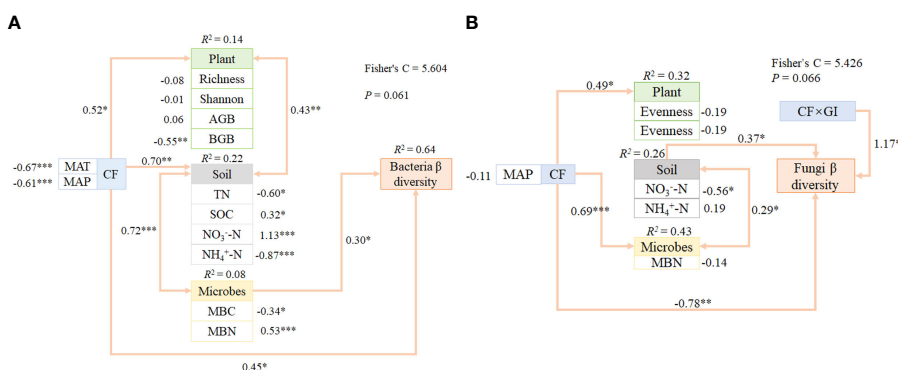 A
R² = 0.14
Plant
-0.08 Richness
-0.01 Shannon
0.06 AGB
-0.55** BGB
Fisher's C = 5.604
P = 0.061
0.52*
0.43**
-0.67*** MAT
-0.61*** MAP
CF
0.70**
R² = 0.22
Soil
TN -0.60*
SOC 0.32*
NO₃⁻-N 1.13***
NH₄⁺-N -0.87***
0.72***
R² = 0.08
Microbes
MBC -0.34*
MBN 0.53***
0.30*
R² = 0.64
Bacteria β
diversity
0.45*
B
R² = 0.32
Plant
Evenness -0.19
Evenness -0.19
Fisher`s C = 5.426
P = 0.066
0.49*
CF×GI
1.17*
-0.11 MAP CF
0.37*
R² = 0.26
Soil
NO₃⁻-N -0.56*
NH₄⁺-N 0.19
Fungi β
diversity
0.69***
0.29*
R² = 0.43
Microbes
MBN -0.14
-0.78**